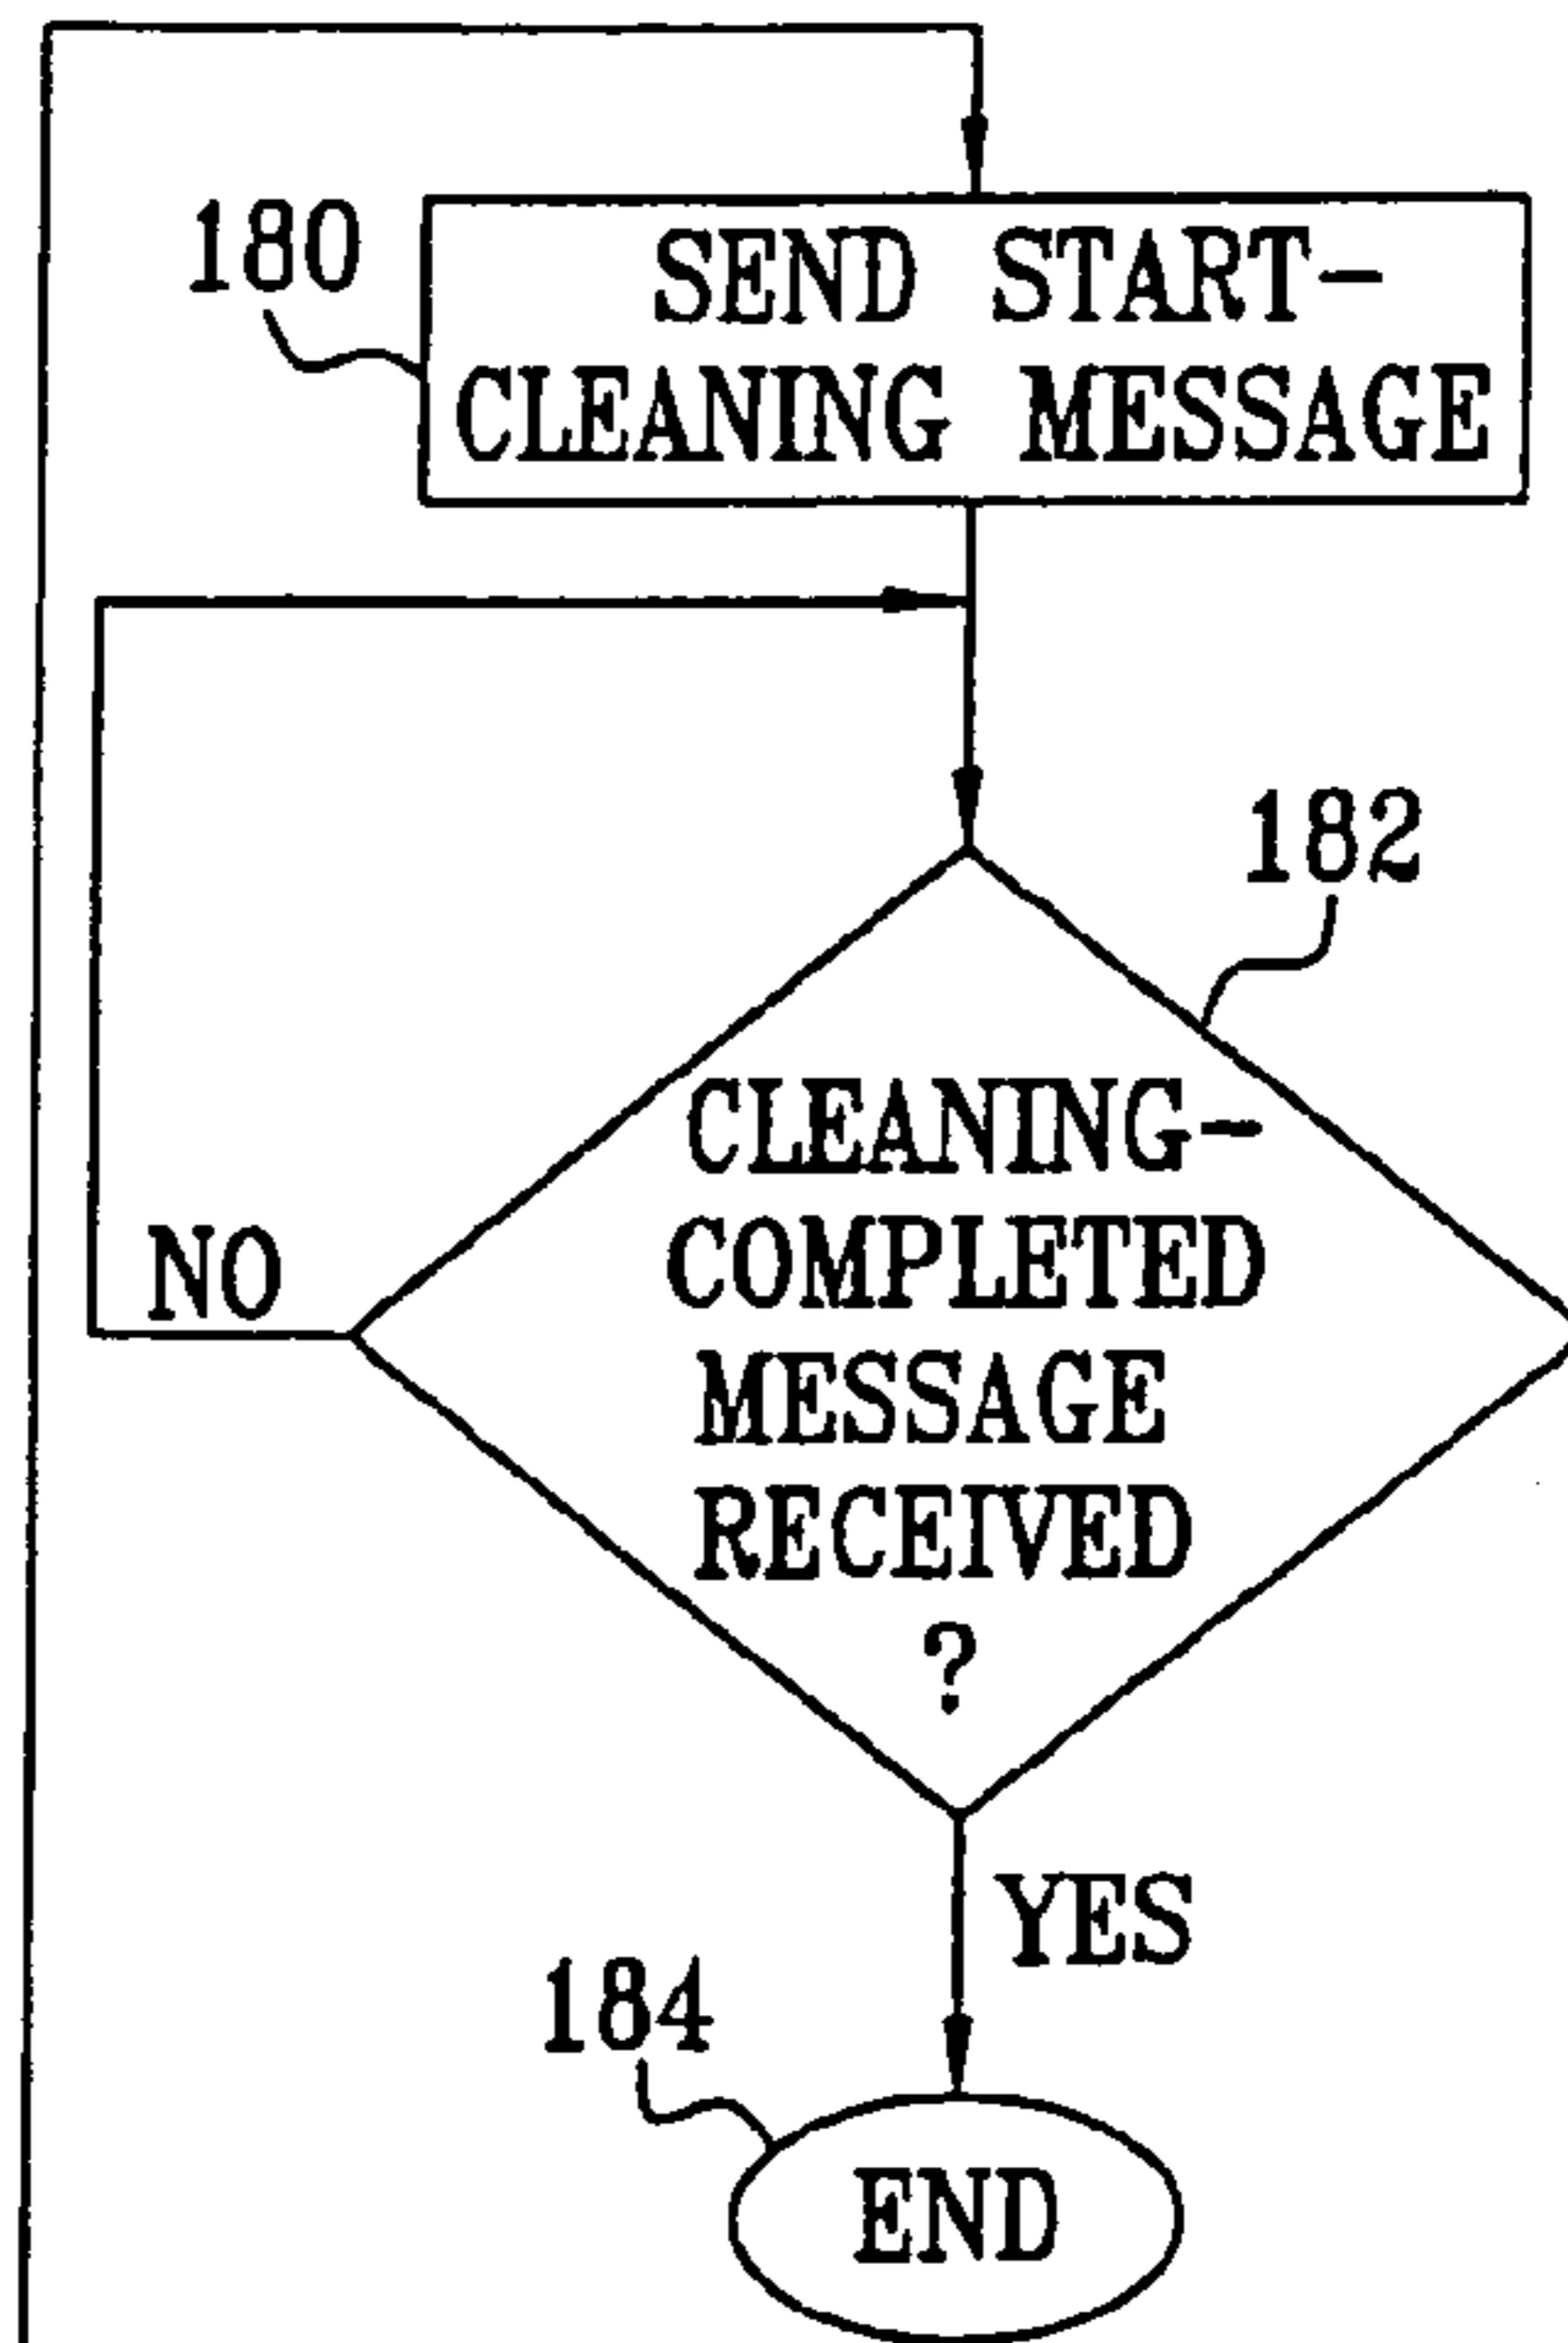 180
SEND START-
CLEANING MESSAGE
182
CLEANING-
COMPLETED
MESSAGE
RECEIVED
?
NO
YES
184
END